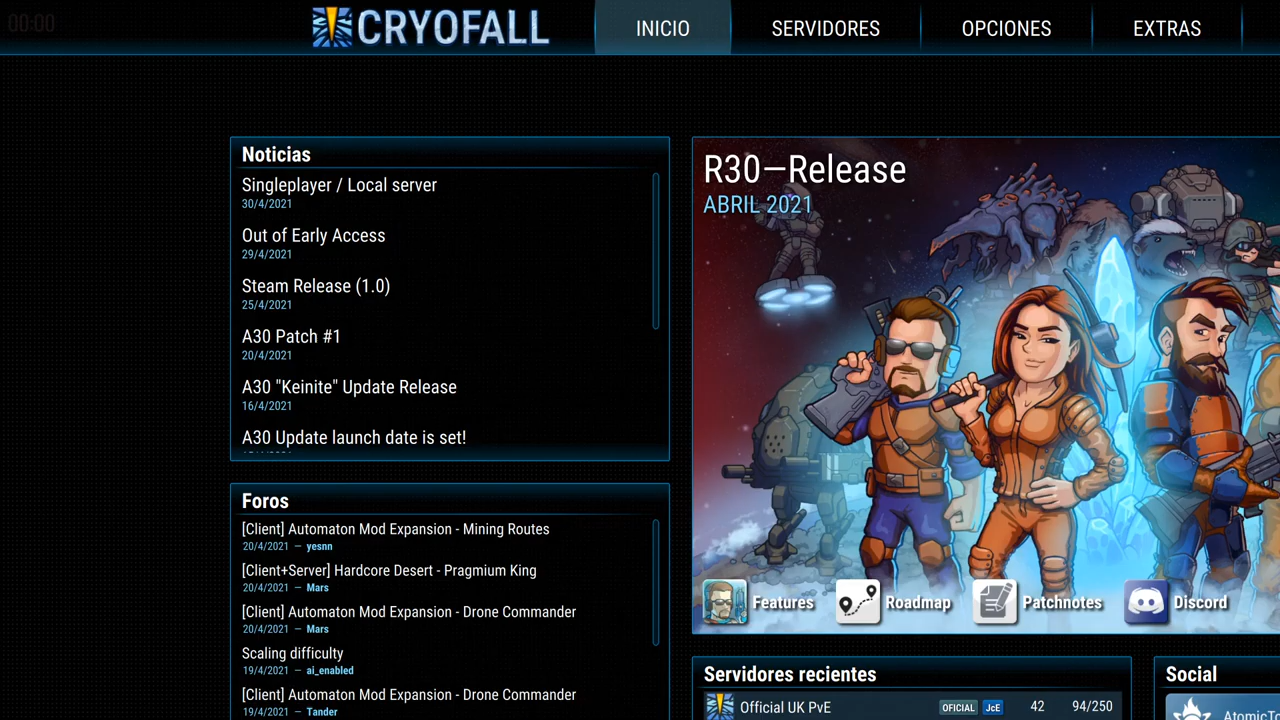 00:00
CRYOFALL
INICIO
SERVIDORES
OPCIONES
EXTRAS
Noticias
Singleplayer / Local server
30/4/2021
Out of Early Access
29/4/2021
Steam Release (1.0)
25/4/2021
A30 Patch #1
20/4/2021
A30 "Keinite" Update Release
16/4/2021
A30 Update launch date is set!
Foros
[Client] Automaton Mod Expansion - Mining Routes
20/4/2021 — yesnn
[Client+Server] Hardcore Desert - Pragmium King
20/4/2021 — Mars
[Client] Automaton Mod Expansion - Drone Commander
20/4/2021 — Mars
Scaling difficulty
19/4/2021 — ai_enabled
[Client] Automaton Mod Expansion - Drone Commander
19/4/2021 — Tander
R30—Release
ABRIL 2021
Features
Roadmap
Patchnotes
Discord
Servidores recientes
Official UK PvE OFICIAL JcE 42 94/250
Social